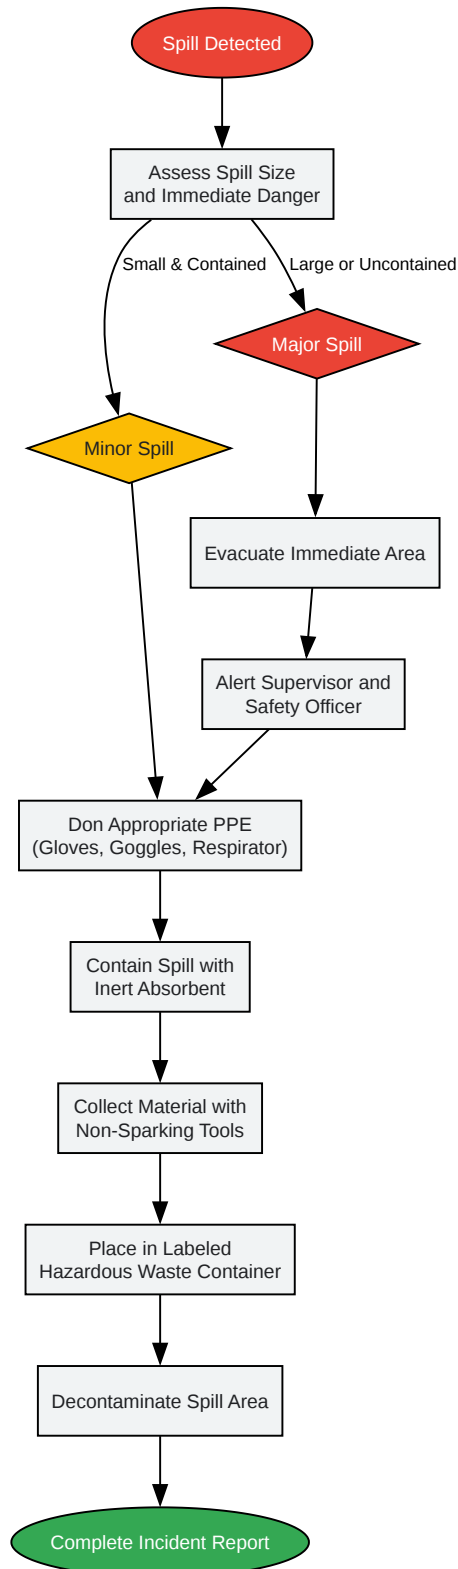 Spill Detected
Assess Spill Size
and Immediate Danger
Small & Contained
Large or Uncontained
Major Spill
Minor Spill
Evacuate Immediate Area
Alert Supervisor and
Safety Officer
Don Appropriate PPE
(Gloves, Goggles, Respirator)
Contain Spill with
Inert Absorbent
Collect Material with
Non-Sparking Tools
Place in Labeled
Hazardous Waste Container
Decontaminate Spill Area
Complete Incident Report